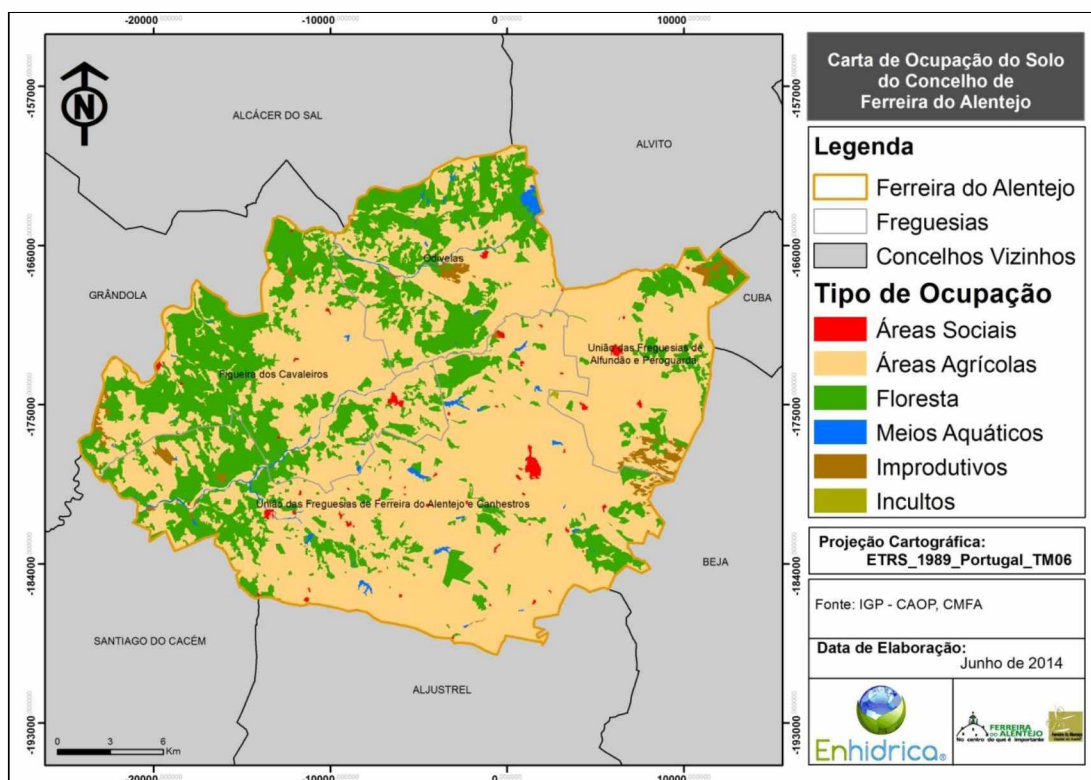 -20000
-10000
0
10000
-157000
-166000
-175000
-184000
-193000
N
ALCÁCER DO SAL
ALVITO
GRÂNDOLA
CUBA
BEJA
SANTIAGO DO CACÉM
ALJUSTREL
Odivelas
União das Freguesias de
Alfundão e Peroguarda
Figueira dos Cavaleiros
União das Freguesias de Ferreira do Alentejo e Canhestros
0 3 6
Km
-157000
-166000
-175000
-184000
-193000
-20000
-10000
0
10000
Carta de Ocupação do Solo
do Concelho de
Ferreira do Alentejo
Legenda
Ferreira do Alentejo
Freguesias
Concelhos Vizinhos
Tipo de Ocupação
Áreas Sociais
Áreas Agrícolas
Floresta
Meios Aquáticos
Improdutivos
Incultos
Projeção Cartográfica:
ETRS_1989_Portugal_TM06
Fonte: IGP - CAOP, CMFA
Data de Elaboração:
Junho de 2014
Enhidrica®
FERREIRA
DO ALENTEJO
No centro do que é importante